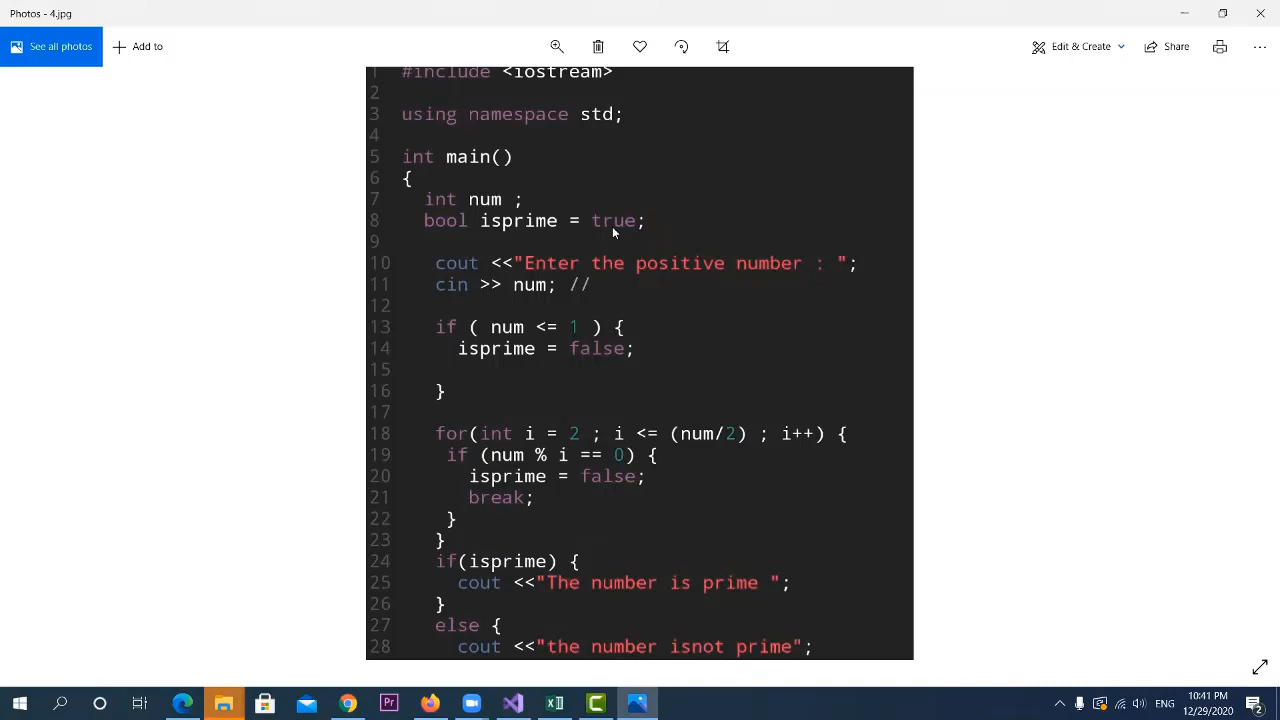 Photos - 4.jpg
See all photos
Add to
Edit & Create
Share
1 #include <iostream>
2
3 using namespace std;
4
5 int main()
6 {
7 int num ;
8 bool isprime = true;
9
10 cout <<"Enter the positive number : ";
11 cin >> num; //
12
13 if ( num <= 1 ) {
14 isprime = false;
15
16 }
17
18 for(int i = 2 ; i <= (num/2) ; i++) {
19 if (num % i == 0) {
20 isprime = false;
21 break;
22 }
23 }
24 if(isprime) {
25 cout <<"The number is prime ";
26 }
27 else {
28 cout <<"the number isnot prime";
Pr
10:41 PM
12/29/2020
2